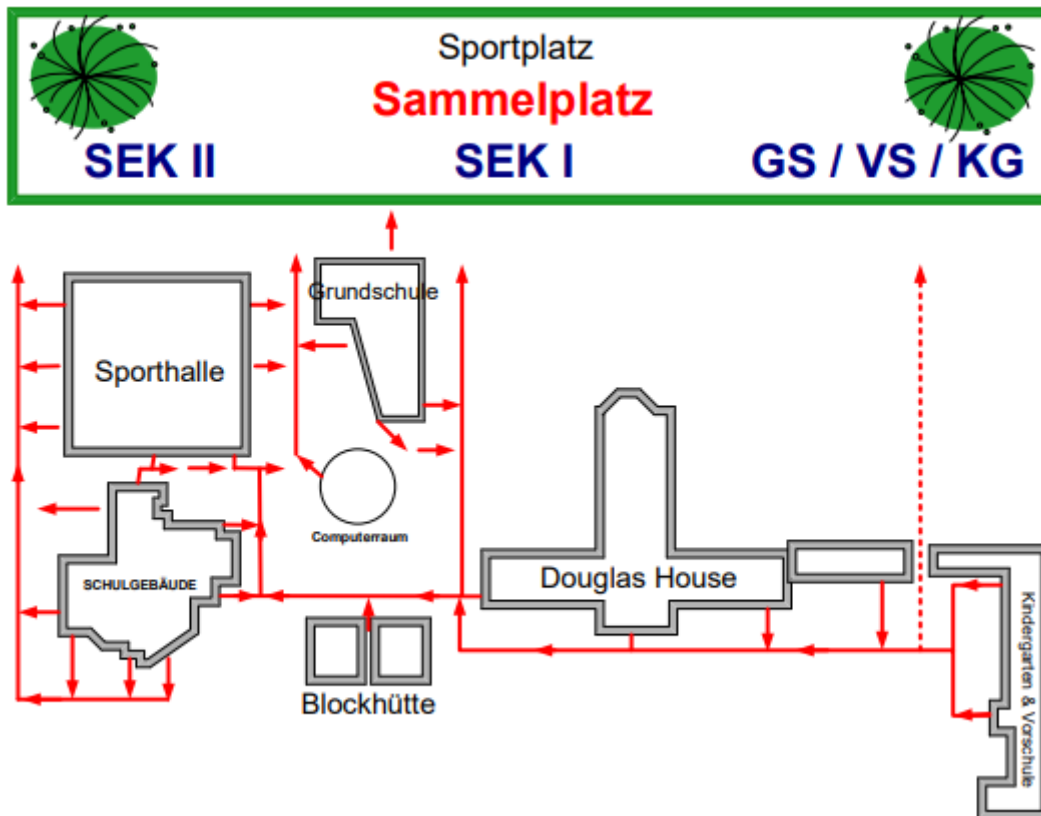 Sportplatz
Sammelplatz
SEK II
SEK I
GS / VS / KG
Grundschule
Sporthalle
Computerraum
SCHULGEBÄUDE
Douglas House
Kindergarten & Vorschule
Blockhütte